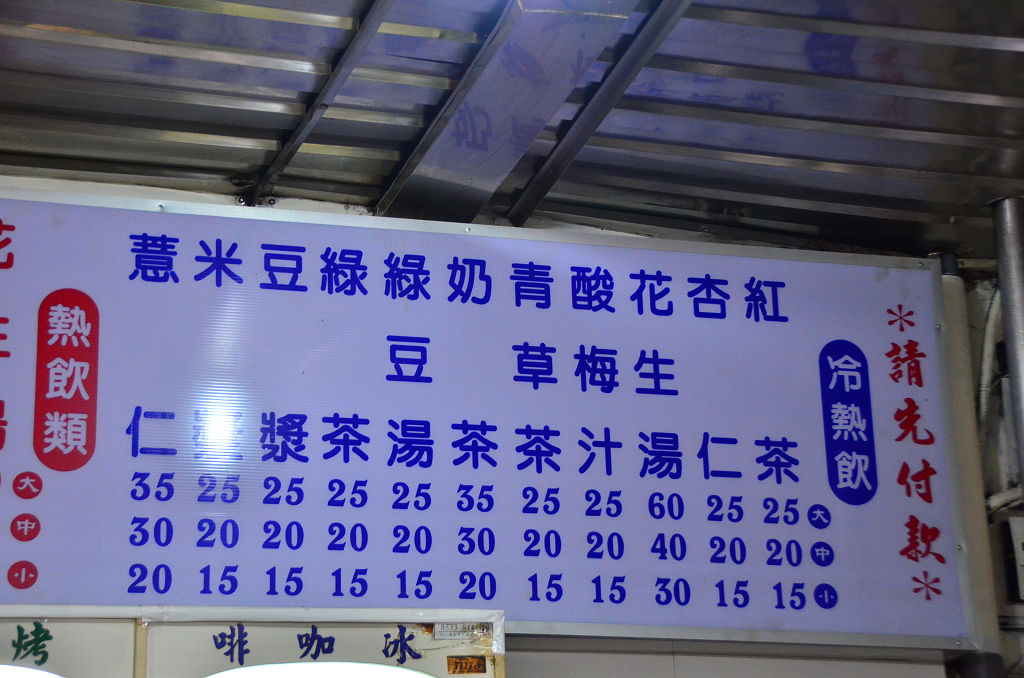 ＊請先付款＊
冷熱飲
大 中 小
紅茶 25 20 15
杏仁 25 20 15
花生湯 60 40 30
酸梅汁 25 20 15
青草茶 25 20 15
奶茶 35 30 20
綠豆湯 25 20 15
綠茶 25 20 15
豆漿 25 20 15
米漿 25 20 15
薏仁 35 30 20
熱飲類
大 中 小
冰咖啡
烤